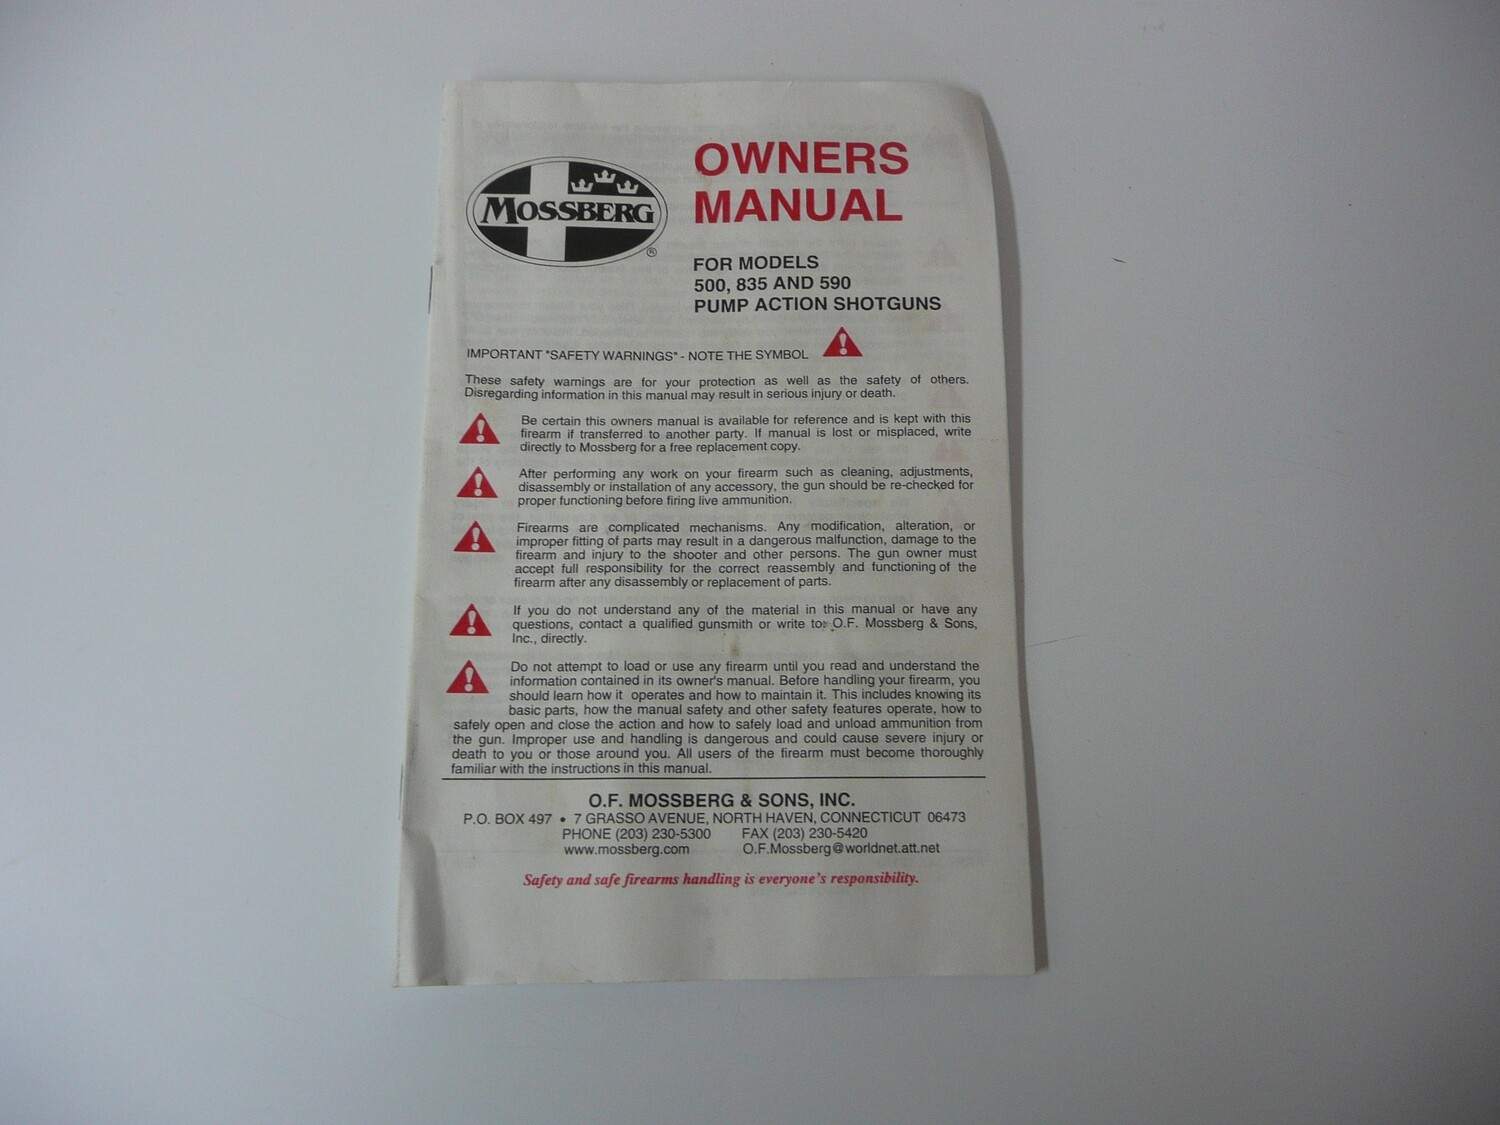 MOSSBERG
®
OWNERS
MANUAL
FOR MODELS
500, 835 AND 590
PUMP ACTION SHOTGUNS
IMPORTANT "SAFETY WARNINGS" - NOTE THE SYMBOL
These safety warnings are for your protection as well as the safety of others.
Disregarding information in this manual may result in serious injury or death.
Be certain this owners manual is available for reference and is kept with this
firearm if transferred to another party. If manual is lost or misplaced, write
directly to Mossberg for a free replacement copy.
After performing any work on your firearm such as cleaning, adjustments,
disassembly or installation of any accessory, the gun should be re-checked for
proper functioning before firing live ammunition.
Firearms are complicated mechanisms. Any modification, alteration, or
improper fitting of parts may result in a dangerous malfunction, damage to the
firearm and injury to the shooter and other persons. The gun owner must
accept full responsibility for the correct reassembly and functioning of the
firearm after any disassembly or replacement of parts.
If you do not understand any of the material in this manual or have any
questions, contact a qualified gunsmith or write to: O.F. Mossberg & Sons,
Inc., directly.
Do not attempt to load or use any firearm until you read and understand the
information contained in its owner's manual. Before handling your firearm, you
should learn how it operates and how to maintain it. This includes knowing its
basic parts, how the manual safety and other safety features operate, how to
safely open and close the action and how to safely load and unload ammunition from
the gun. Improper use and handling is dangerous and could cause severe injury or
death to you or those around you. All users of the firearm must become thoroughly
familiar with the instructions in this manual.
O.F. MOSSBERG & SONS, INC.
P.O. BOX 497 • 7 GRASSO AVENUE, NORTH HAVEN, CONNECTICUT 06473
PHONE (203) 230-5300 FAX (203) 230-5420
www.mossberg.com O.F.Mossberg@worldnet.att.net
Safety and safe firearms handling is everyone's responsibility.